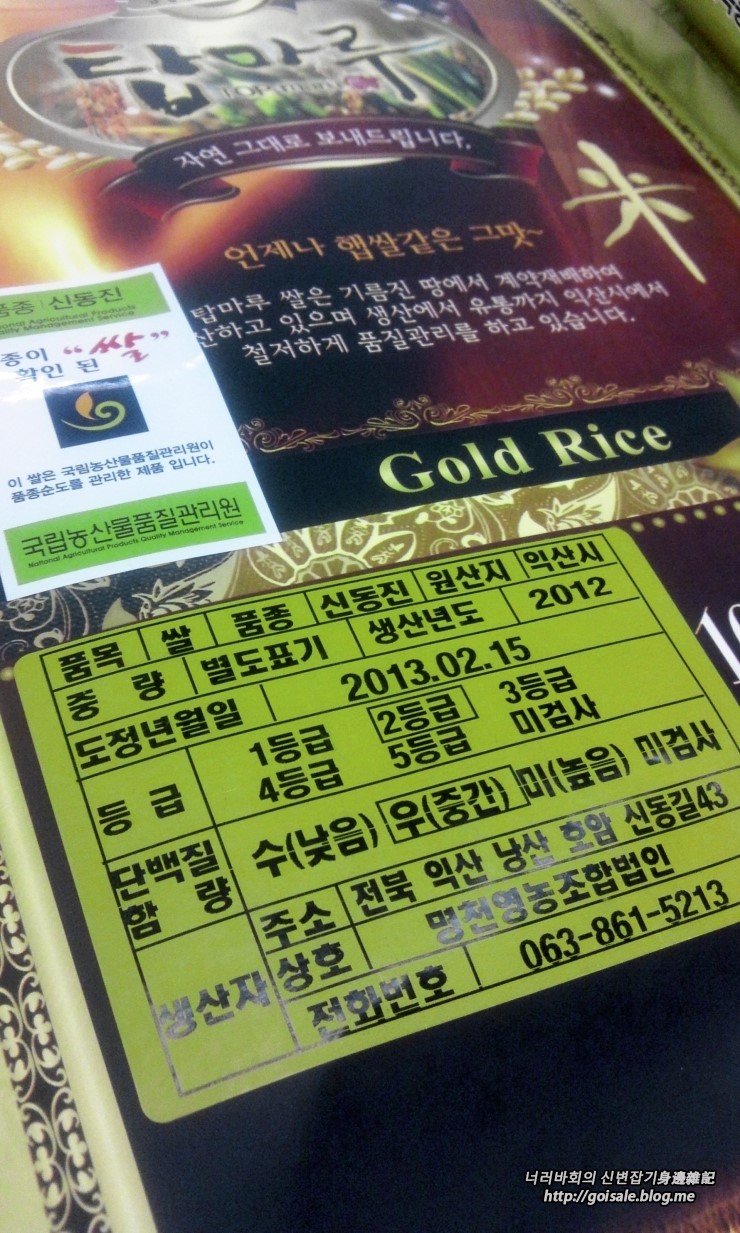 탑마루
TOPMARU
자연 그대로 보내드립니다.
米
언제나 햅쌀같은 그맛~
탑마루 쌀은 기름진 땅에서 계약재배하여
산하고 있으며 생산에서 유통까지 익산시에서
철저하게 품질관리를 하고 있습니다.
품종 신동진
National Agricultural Products
Quality Management Service
종이 "쌀"
확인 된
이 쌀은 국립농산물품질관리원이
품종순도를 관리한 제품 입니다.
국립농산물품질관리원
National Agricultural Products Quality Management Service
Gold Rice
품목 쌀 품종 신동진 원산지 익산시
중 량 별도표기 생산년도 2012
도정년월일 2013.02.15
등 급 1등급 2등급 3등급
4등급 5등급 미검사
단백질 함 량 수(낮음) 우(중간) 미(높음) 미검사
생산자 주소 전북 익산 낭산 호암 신동길43
상호 명천영농조합법인
전화번호 063-861-5213
너러바회의 신변잡기身邊雜記
http://goisale.blog.me